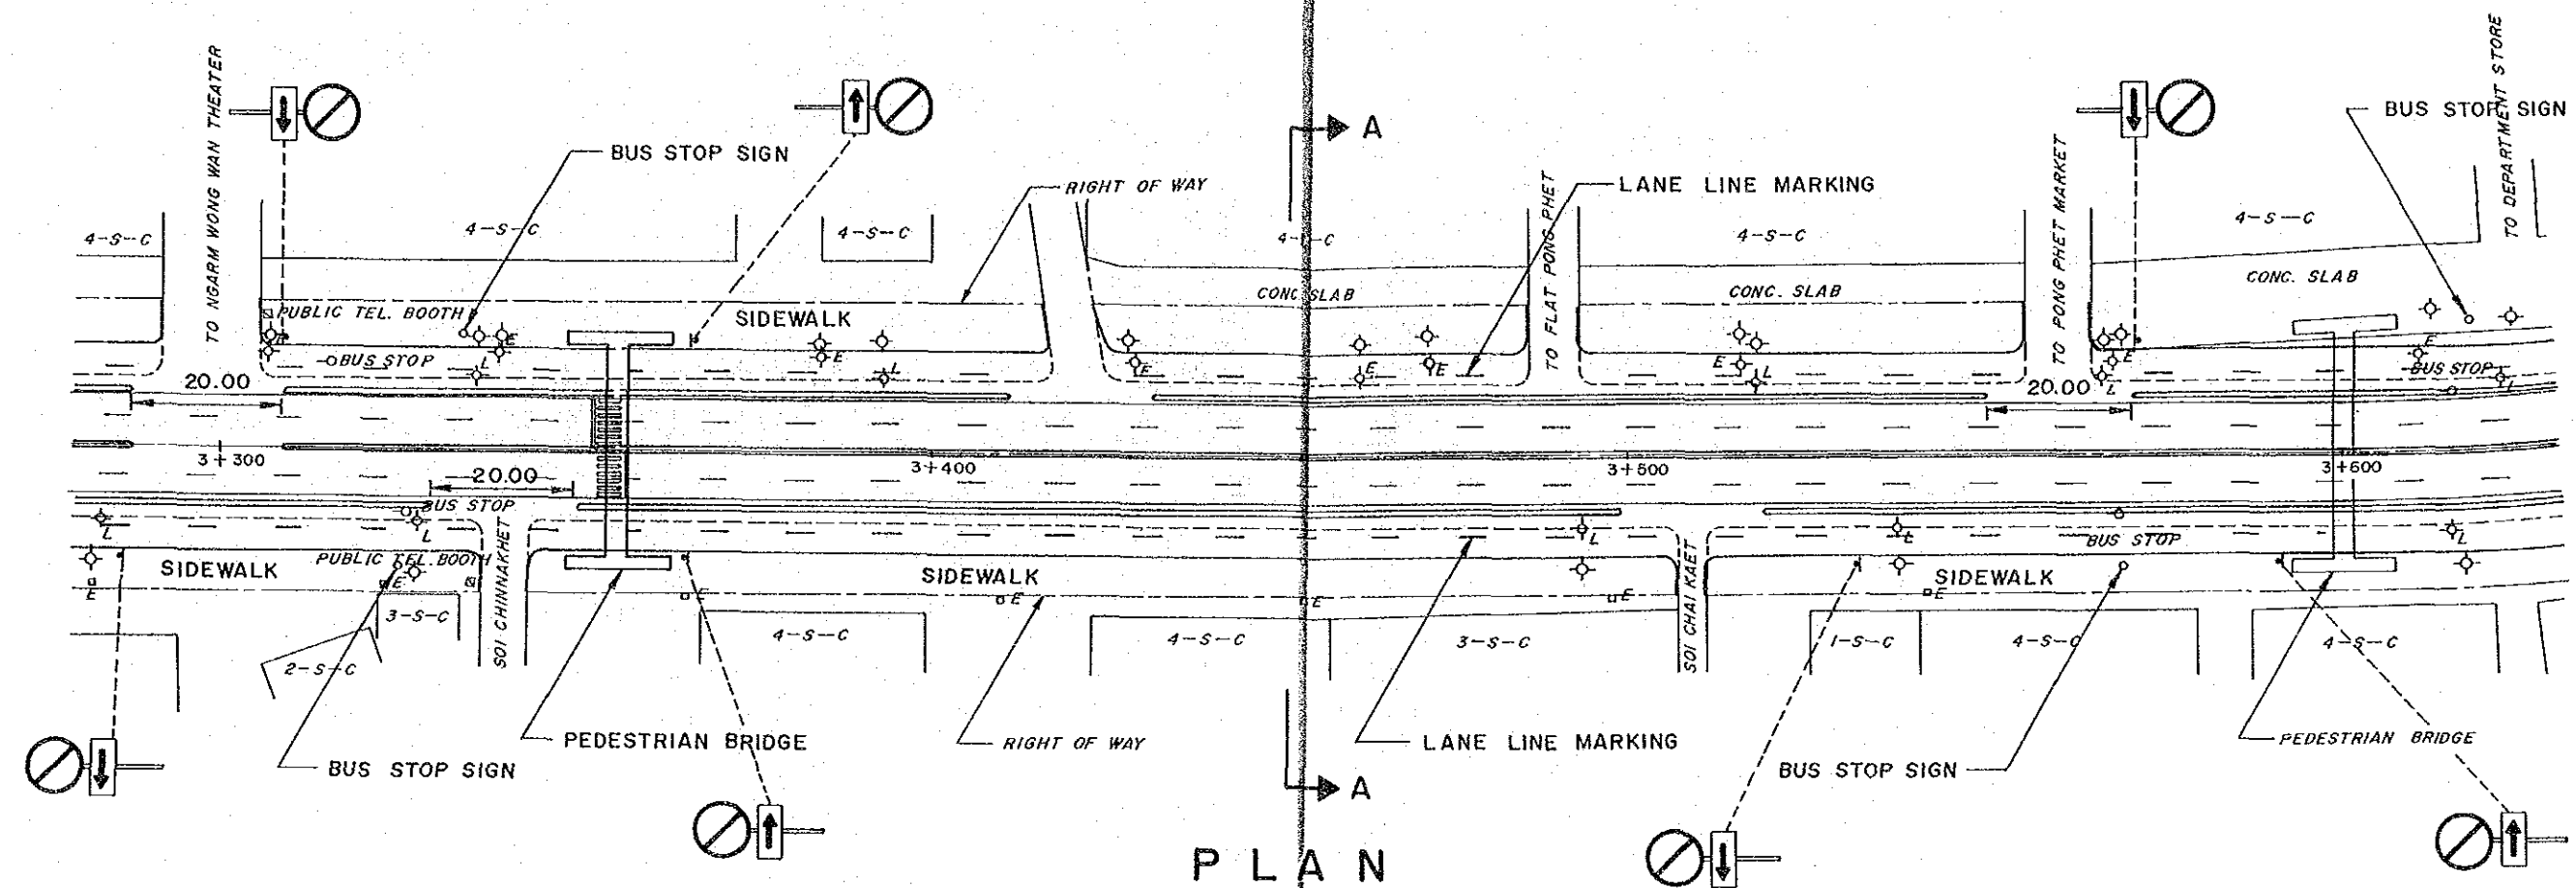 TO NGARM WONG WAN THEATER
BUS STOP SIGN
RIGHT OF WAY
A
LANE LINE MARKING
TO FLAT PONG PHET
TO PONG PHET MARKET
BUS STOP SIGN
TO DEPARTMENT STORE
4-S-C
4-S-C
4-S-C
4-S-C
4-S-C
4-S-C
CONC. SLAB
CONC. SLAB
CONC. SLAB
PUBLIC TEL. BOOTH
SIDEWALK
E
BUS STOP
L
E
L
E
E
E
E
L
E
L
E
BUS STOP
L
20.00
20.00
3+300
3+400
3+500
3+600
20.00
BUS STOP
L
L
L
L
BUS STOP
L
SIDEWALK
PUBLIC TEL. BOOTH
SOI CHINNAKHET
SIDEWALK
SOI CHAI KAET
SIDEWALK
E
E
E
E
E
E
E
3-S-C
2-S-C
4-S-C
4-S-C
3-S-C
1-S-C
4-S-C
4-S-C
BUS STOP SIGN
PEDESTRIAN BRIDGE
RIGHT OF WAY
A
LANE LINE MARKING
BUS STOP SIGN
PEDESTRIAN BRIDGE
PLAN